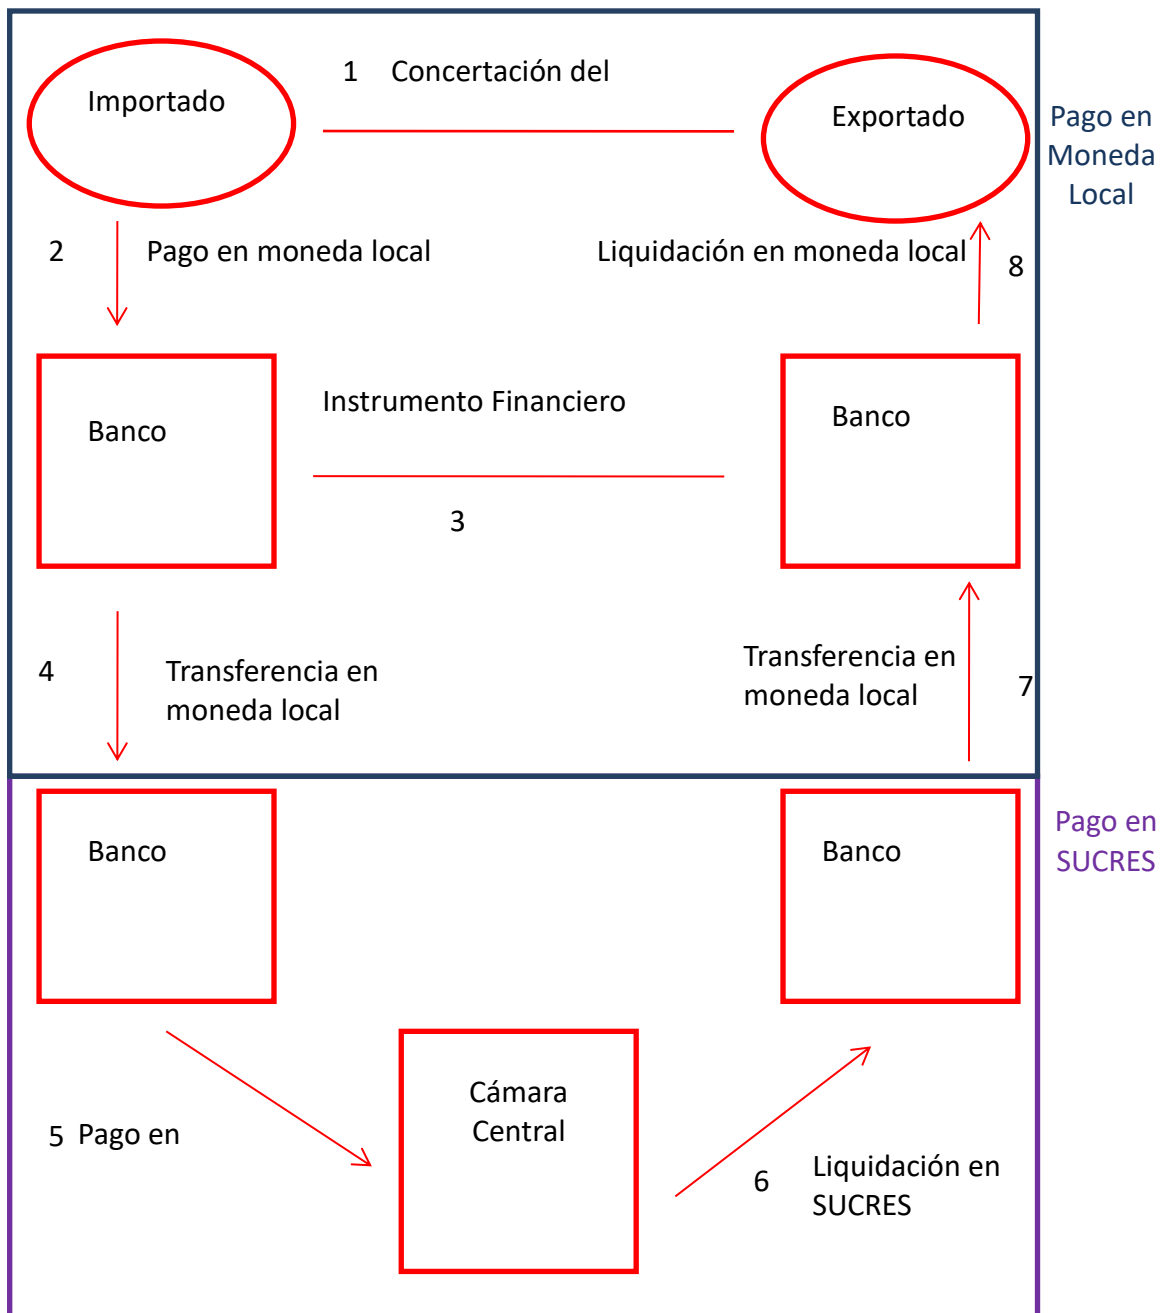 1 Concertación del
Importado
Exportado
Pago en
Moneda
Local
2 Pago en moneda local
Liquidación en moneda local
8
Instrumento Financiero
Banco
Banco
3
4
Transferencia en
moneda local
Transferencia en
moneda local
7
Banco
Banco
Pago en
SUCRES
Cámara
Central
5 Pago en
6
Liquidación en
SUCRES